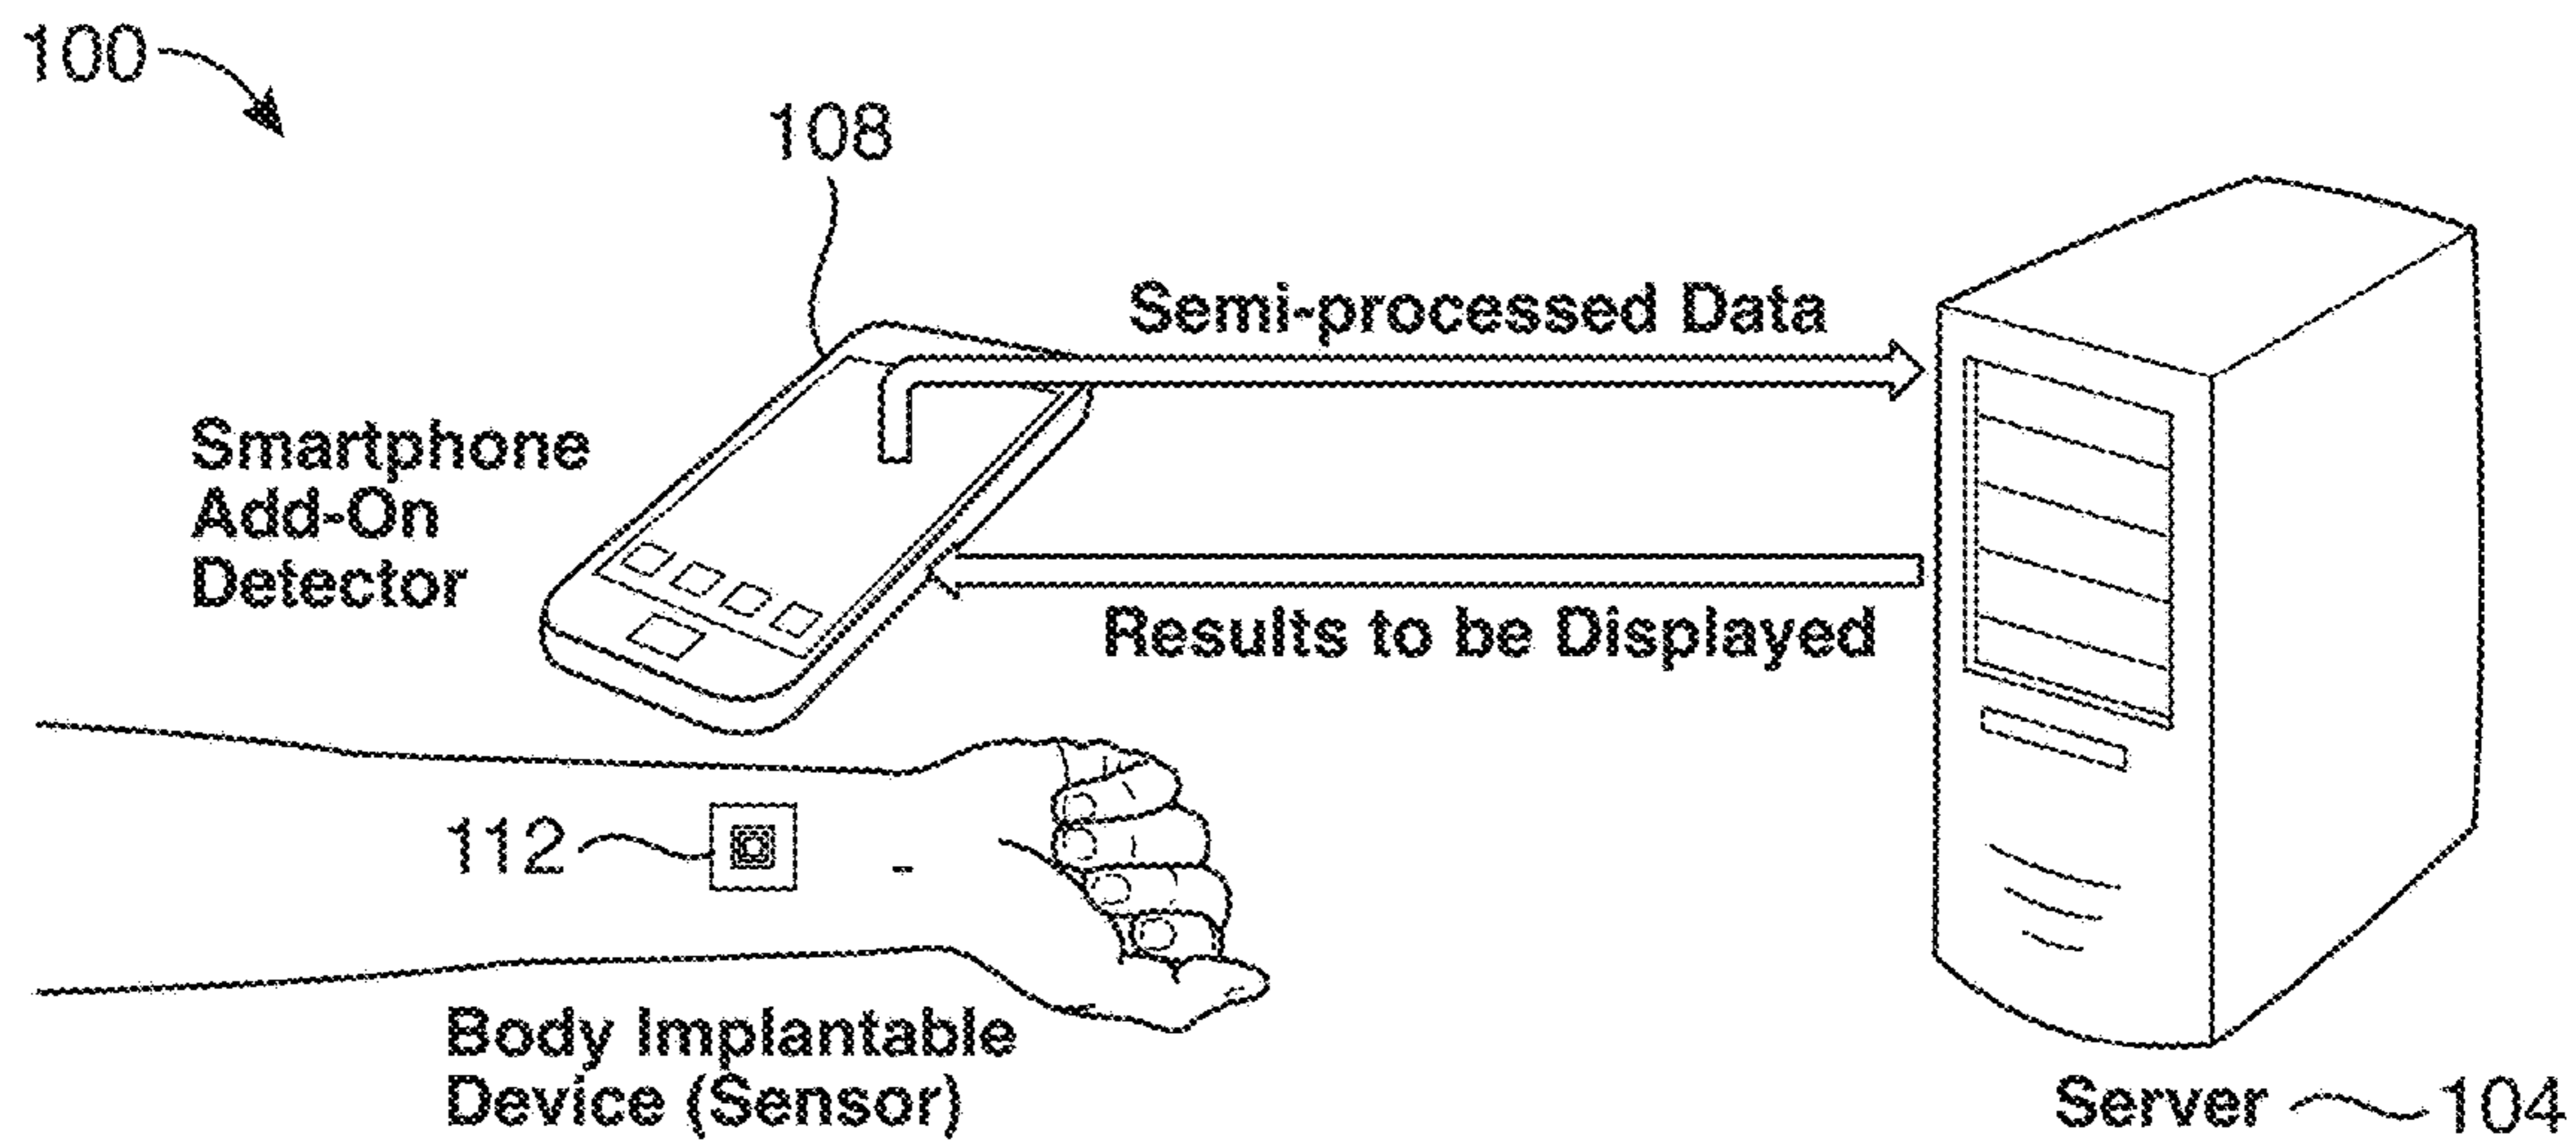 100
108
Semi-processed Data
Smartphone
Add-On
Detector
Results to be Displayed
112
Body Implantable
Device (Sensor)
Server 104